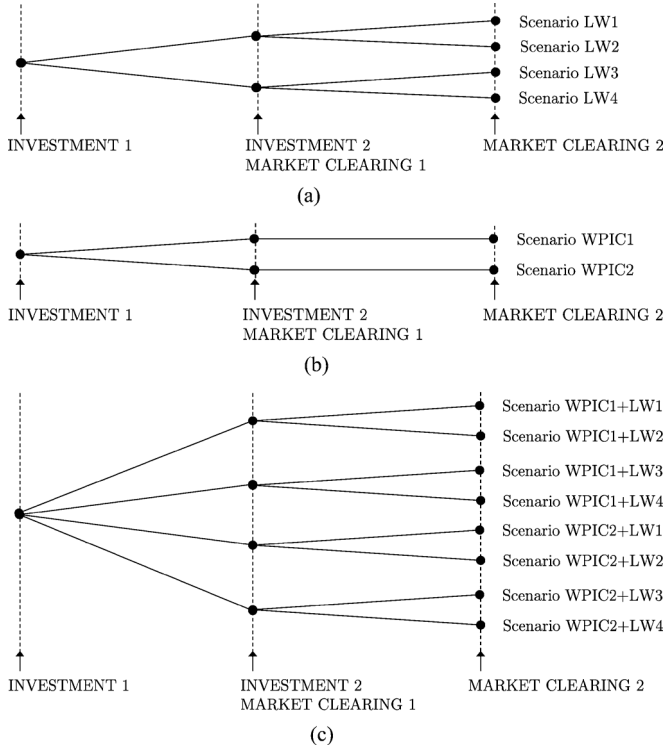 Scenario LW1
Scenario LW2
Scenario LW3
Scenario LW4
INVESTMENT 1
INVESTMENT 2
MARKET CLEARING 1
MARKET CLEARING 2
(a)
Scenario WPIC1
Scenario WPIC2
INVESTMENT 1
INVESTMENT 2
MARKET CLEARING 1
MARKET CLEARING 2
(b)
Scenario WPIC1+LW1
Scenario WPIC1+LW2
Scenario WPIC1+LW3
Scenario WPIC1+LW4
Scenario WPIC2+LW1
Scenario WPIC2+LW2
Scenario WPIC2+LW3
Scenario WPIC2+LW4
INVESTMENT 1
INVESTMENT 2
MARKET CLEARING 1
MARKET CLEARING 2
(c)